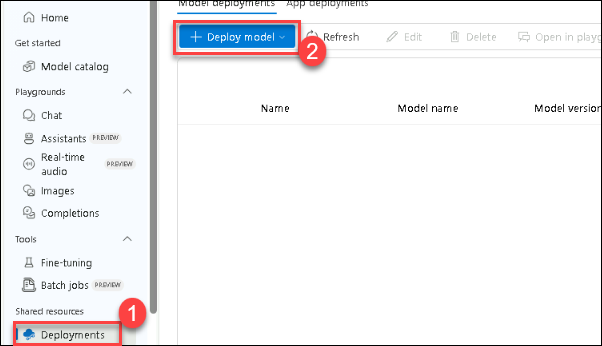 Model deployments App deployments
Home
Deploy model
2
Refresh
Edit
Delete
Open in playg
Get started
Model catalog
Playgrounds
Name
Model name
Model version
Chat
Assistants PREVIEW
Real-time
audio
PREVIEW
Images
Completions
Tools
Fine-tuning
Batch jobs PREVIEW
Shared resources
1
Deployments